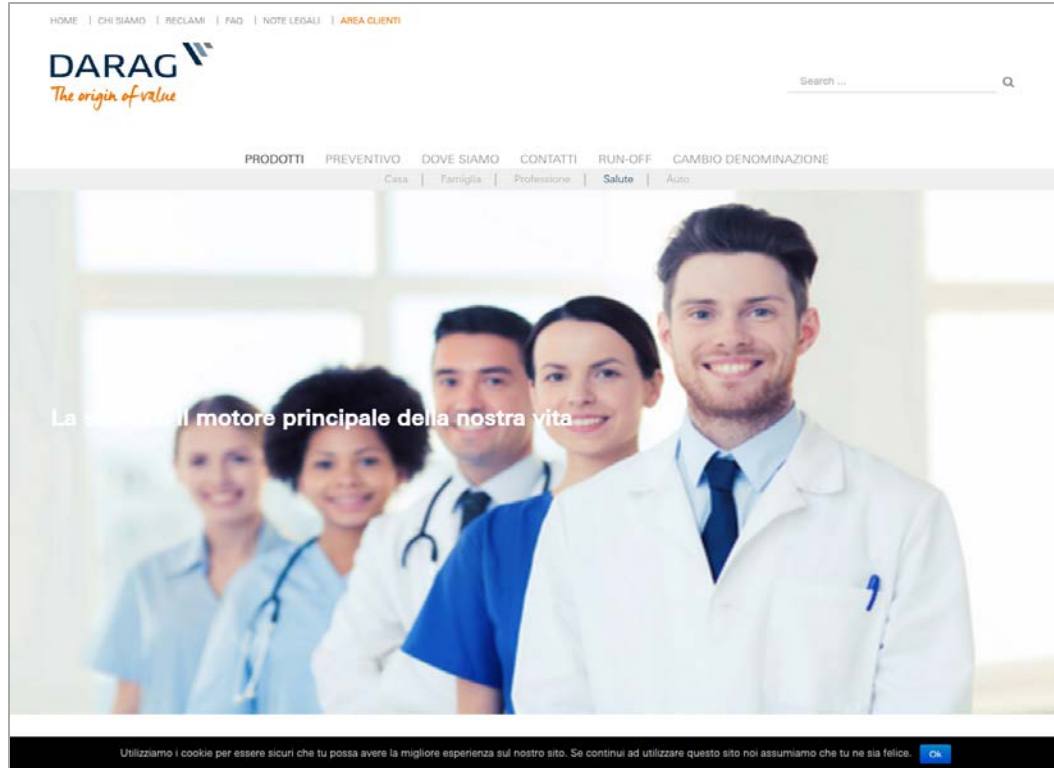 HOME | CHI SIAMO | RECLAMI | FAQ | NOTE LEGALI | AREA CLIENTI
DARAG
The origin of value
Search ...
PRODOTTI PREVENTIVO DOVE SIAMO CONTATTI RUN-OFF CAMBIO DENOMINAZIONE
Casa | Famiglia | Professione | Salute | Auto
La il motore principale della nostra vita
Utilizziamo i cookie per essere sicuri che tu possa avere la migliore esperienza sul nostro sito. Se continui ad utilizzare questo sito noi assumiamo che tu ne sia felice. Ok